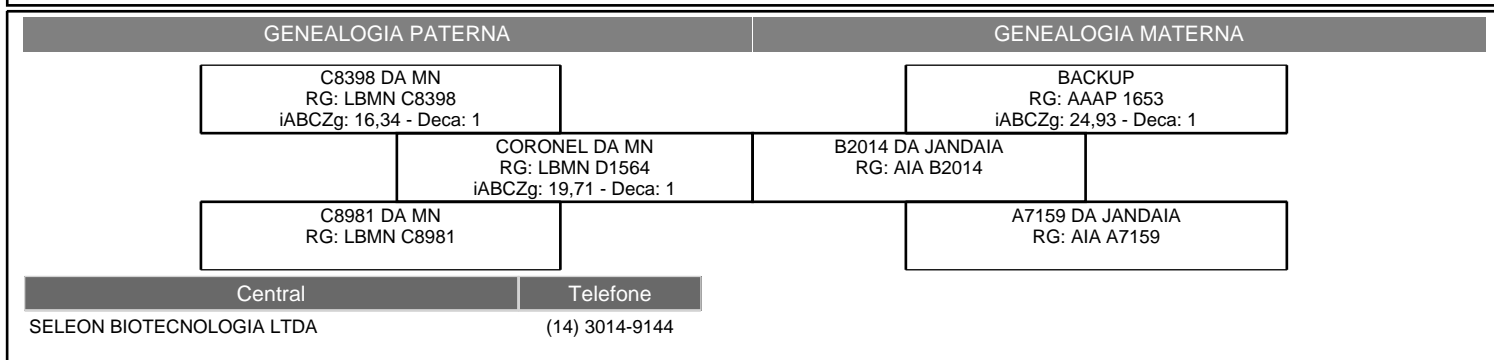 GENEALOGIA PATERNA
GENEALOGIA MATERNA
C8398 DA MN
RG: LBMN C8398
iABCZg: 16,34 - Deca: 1
BACKUP
RG: AAAP 1653
iABCZg: 24,93 - Deca: 1
CORONEL DA MN
RG: LBMN D1564
iABCZg: 19,71 - Deca: 1
B2014 DA JANDAIA
RG: AIA B2014
C8981 DA MN
RG: LBMN C8981
A7159 DA JANDAIA
RG: AIA A7159
Central
Telefone
SELEON BIOTECNOLOGIA LTDA
(14) 3014-9144